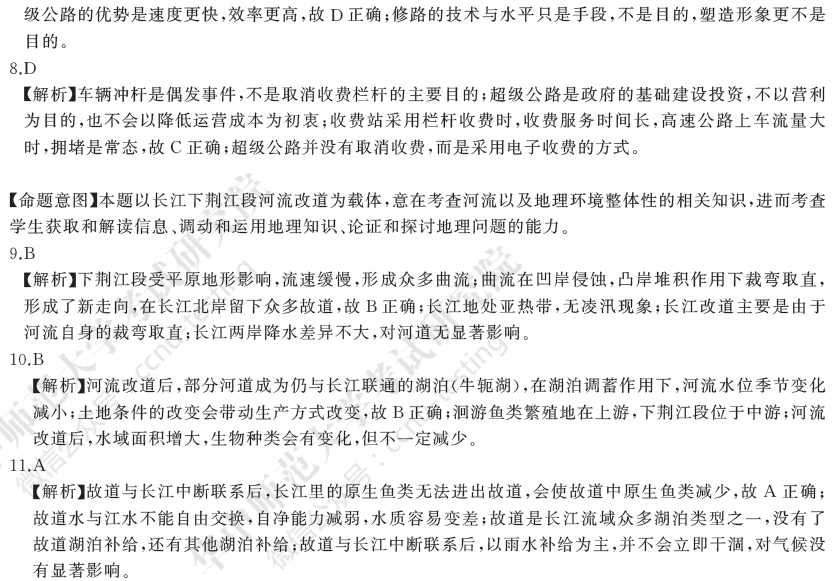 级公路的优势是速度更快,效率更高,故 D 正确;修路的技术与水平只是手段,不是目的,塑造形象更不是
目的。
8.D
【解析】车辆冲杆是偶发事件,不是取消收费栏杆的主要目的;超级公路是政府的基础建设投资,不以营利
为目的,也不会以降低运营成本为初衷;收费站采用栏杆收费时,收费服务时间长,高速公路上车流量大
时,拥堵是常态,故 C 正确;超级公路并没有取消收费,而是采用电子收费的方式。
【命题意图】本题以长江下荆江段河流改道为载体,意在考查河流以及地理环境整体性的相关知识,进而考查
学生获取和解读信息、调动和运用地理知识、论证和探讨地理问题的能力。
9.B
【解析】下荆江段受平原地形影响,流速缓慢,形成众多曲流;曲流在凹岸侵蚀,凸岸堆积作用下裁弯取直,
形成了新走向,在长江北岸留下众多故道,故 B 正确;长江地处亚热带,无凌汛现象;长江改道主要是由于
河流自身的裁弯取直;长江两岸降水差异不大,对河道无显著影响。
10.B
【解析】河流改道后,部分河道成为仍与长江联通的湖泊(牛轭湖),在湖泊调蓄作用下,河流水位季节变化
减小;土地条件的改变会带动生产方式改变,故 B 正确;洄游鱼类繁殖地在上游,下荆江段位于中游;河流
改道后,水域面积增大,生物种类会有变化,但不一定减少。
11.A
【解析】故道与长江中断联系后,长江里的原生鱼类无法进出故道,会使故道中原生鱼类减少,故 A 正确;
故道水与江水不能自由交换,自净能力减弱,水质容易变差;故道是长江流域众多湖泊类型之一,没有了
故道湖泊补给,还有其他湖泊补给;故道与长江中断联系后,以雨水补给为主,并不会立即干涸,对气候没
有显著影响。
华中师范大学考试研究院
微信公众号:ccnu-testing